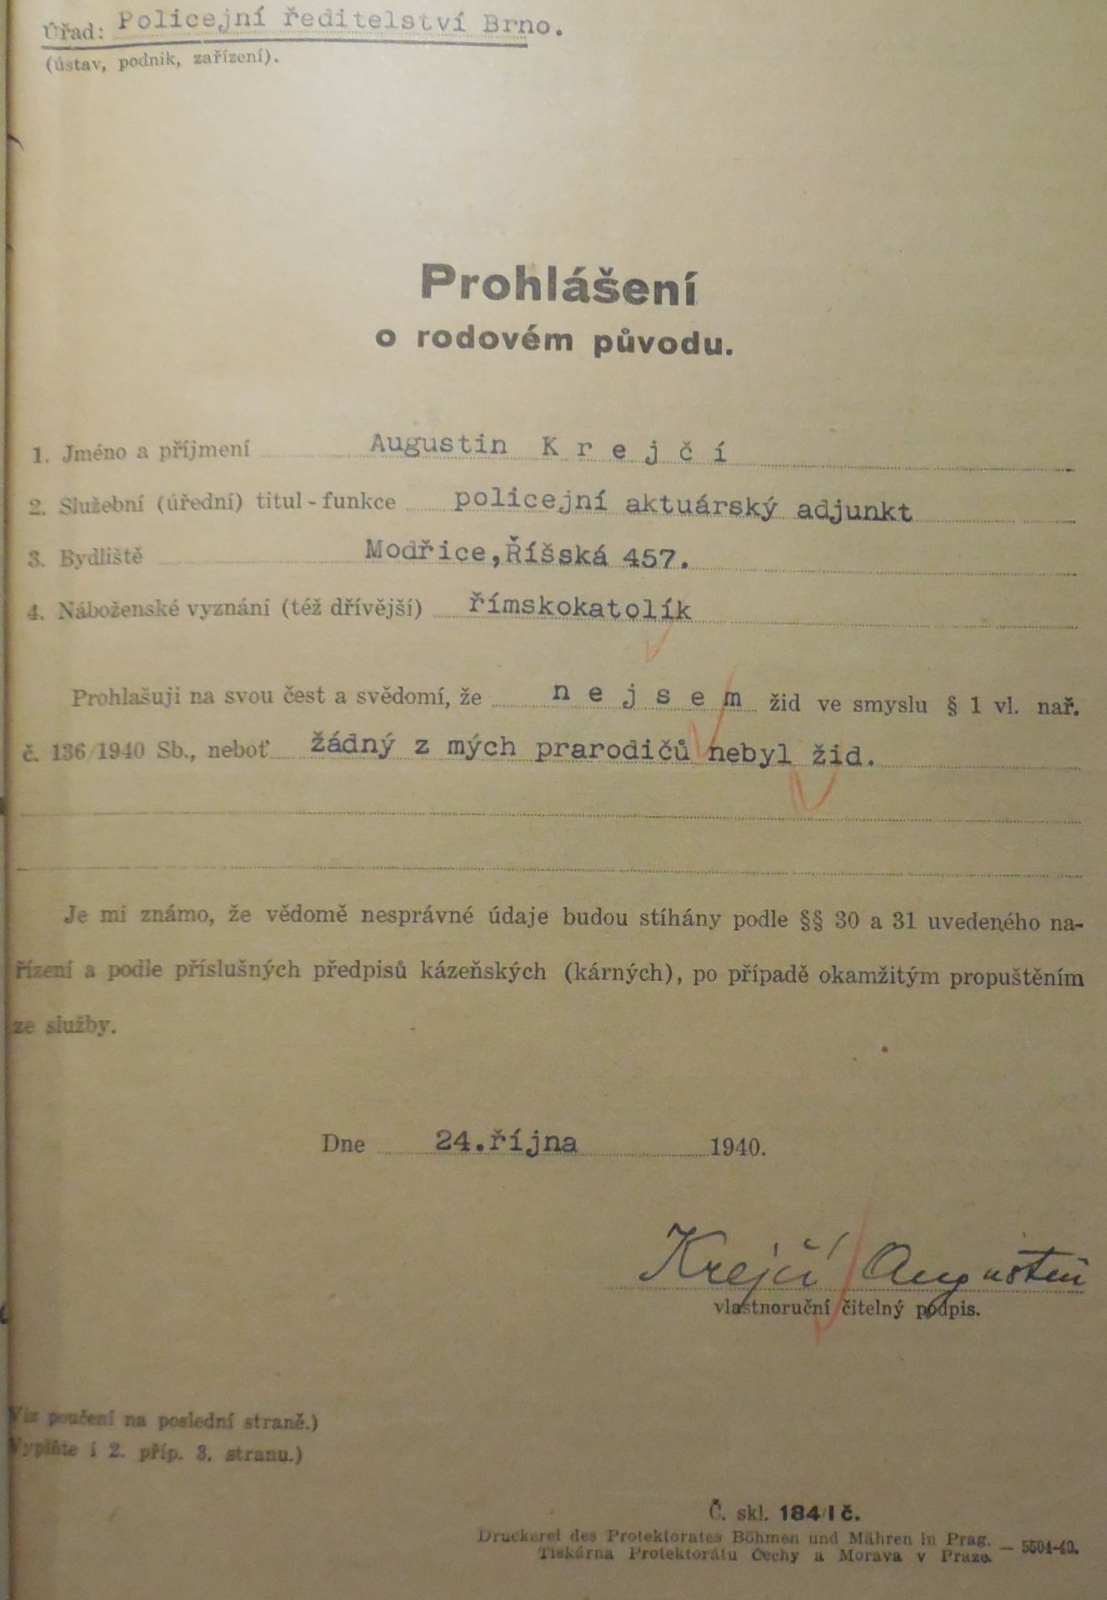 Úřad: Policejní ředitelství Brno.
(ústav, podnik, zařízení).
Prohlášení
o rodovém původu.
1. Jméno a příjmení Augustin K r e j č í
2. Služební (úřední) titul - funkce policejní aktuárský adjunkt
3. Bydliště Modřice,Říšská 457.
4. Náboženské vyznání (též dřívější) římskokatolík
Prohlašuji na svou čest a svědomí, že n e j s e m žid ve smyslu § 1 vl. nař.
č. 136/1940 Sb., neboť žádný z mých prarodičů nebyl žid.
Je mi známo, že vědomě nesprávné údaje budou stíhány podle §§ 30 a 31 uvedeného na-
řízení a podle příslušných předpisů kázeňských (kárných), po případě okamžitým propuštěním
ze služby.
Dne 24.října 1940.
Krejčí Augustin
vlastnoruční čitelný podpis.
Viz poučení na poslední straně.)
Vyplňte i 2. příp. 3. stranu.)
Č. skl. 184/I č.
Druckerei des Protektorates Böhmen und Mähren in Prag.
Tiskárna Protektorátu Čechy a Morava v Praze. — 5504-40.